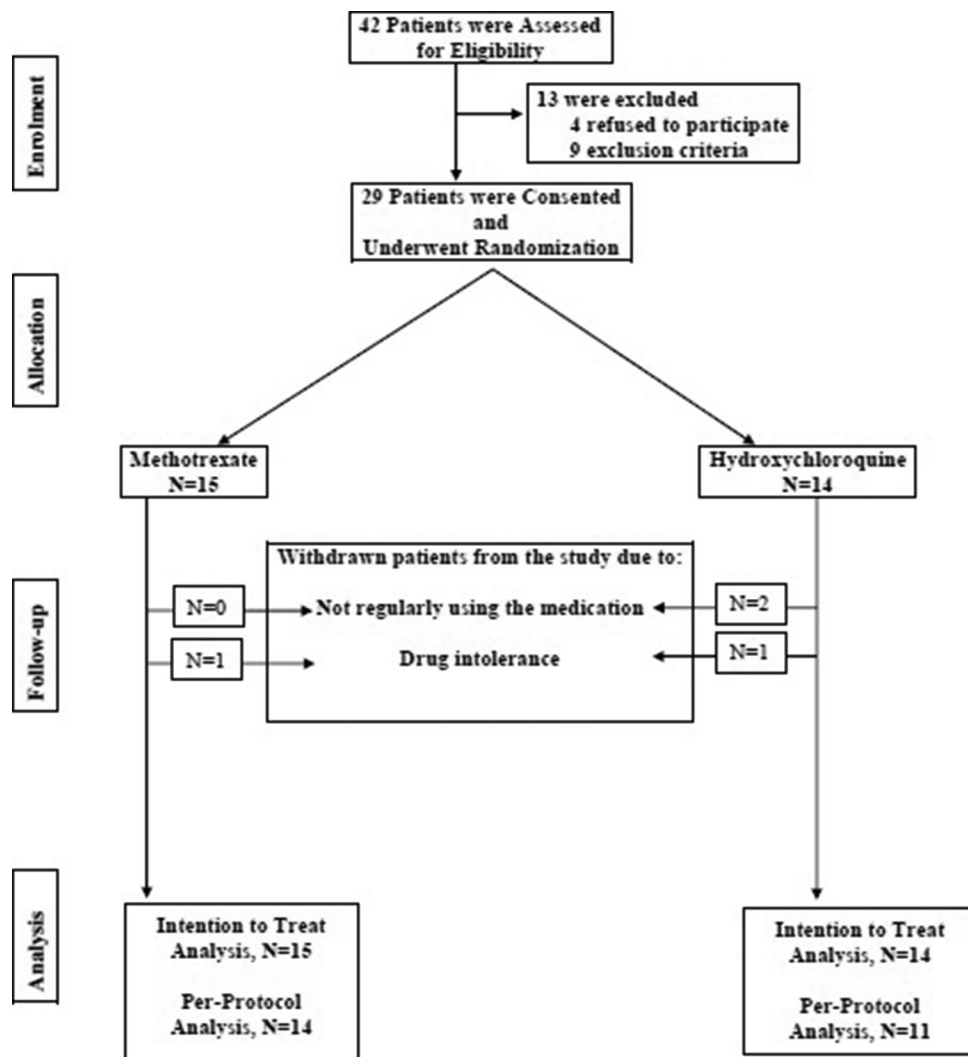 42 Patients were Assessed
for Eligibility
Enrolment
13 were excluded
4 refused to participate
9 exclusion criteria
29 Patients were Consented
and
Underwent Randomization
Allocation
Methotrexate
N=15
Hydroxychloroquine
N=14
Follow-up
Withdrawn patients from the study due to:
N=0
Not regularly using the medication
N=2
N=1
Drug intolerance
N=1
Analysis
Intention to Treat
Analysis, N=15
Per-Protocol
Analysis, N=14
Intention to Treat
Analysis, N=14
Per-Protocol
Analysis, N=11